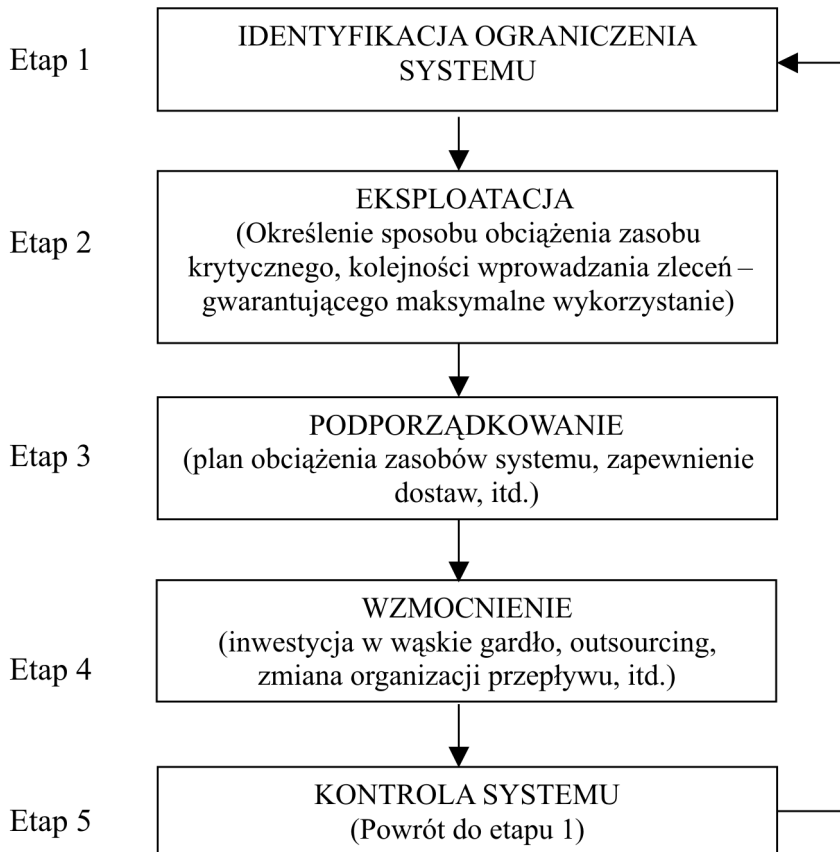 Etap 1
IDENTYFIKACJA OGRANICZENIA
SYSTEMU
Etap 2
EKSPLOATACJA
(Określenie sposobu obciążenia zasobu
krytycznego, kolejności wprowadzania zleceń –
gwarantującego maksymalne wykorzystanie)
Etap 3
PODPORZĄDKOWANIE
(plan obciążenia zasobów systemu, zapewnienie
dostaw, itd.)
Etap 4
WZMOCNIENIE
(inwestycja w wąskie gardło, outsourcing,
zmiana organizacji przepływu, itd.)
Etap 5
KONTROLA SYSTEMU
(Powrót do etapu 1)